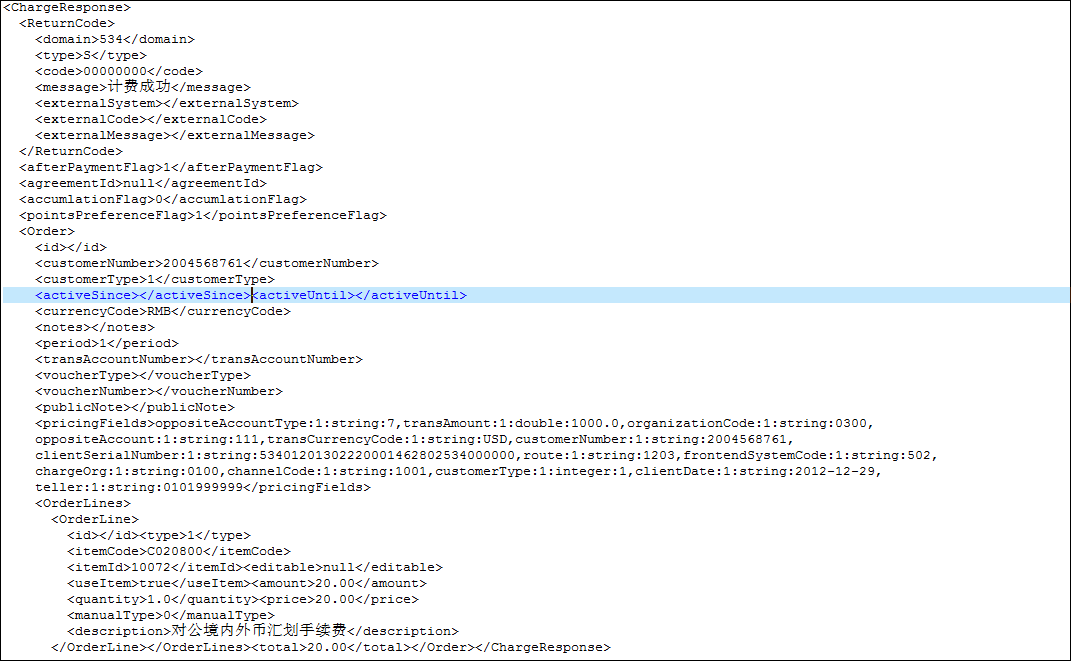 <ChargeResponse>
<ReturnCode>
<domain>534</domain>
<type>S</type>
<code>00000000</code>
<message>计费成功</message>
<externalSystem></externalSystem>
<externalCode></externalCode>
<externalMessage></externalMessage>
</ReturnCode>
<afterPaymentFlag>1</afterPaymentFlag>
<agreementId>null</agreementId>
<accumlationFlag>0</accumlationFlag>
<pointsPreferenceFlag>1</pointsPreferenceFlag>
<Order>
<id></id>
<customerNumber>2004568761</customerNumber>
<customerType>1</customerType>
<activeSince></activeSince><activeUntil></activeUntil>
<currencyCode>RMB</currencyCode>
<notes></notes>
<period>1</period>
<transAccountNumber></transAccountNumber>
<voucherType></voucherType>
<voucherNumber></voucherNumber>
<publicNote></publicNote>
<pricingFields>oppositeAccountType:1:string:7,transAmount:1:double:1000.0,organizationCode:1:string:0300,
oppositeAccount:1:string:111,transCurrencyCode:1:string:USD,customerNumber:1:string:2004568761,
clientSerialNumber:1:string:5340120130222000146280​2534000000,route:1:string:1203,frontendSystemCode:1:string:502,
chargeOrg:1:string:0100,channelCode:1:string:1001,customerType:1:integer:1,clientDate:1:string:2012-12-29,
teller:1:string:0101999999</pricingFields>
<OrderLines>
<OrderLine>
<id></id><type>1</type>
<itemCode>C020800</itemCode>
<itemId>10072</itemId><editable>null</editable>
<useItem>true</useItem><amount>20.00</amount>
<quantity>1.0</quantity><price>20.00</price>
<manualType>0</manualType>
<description>对公境内外币汇划手续费</description>
</OrderLine></OrderLines><total>20.00</total></Order></ChargeResponse>